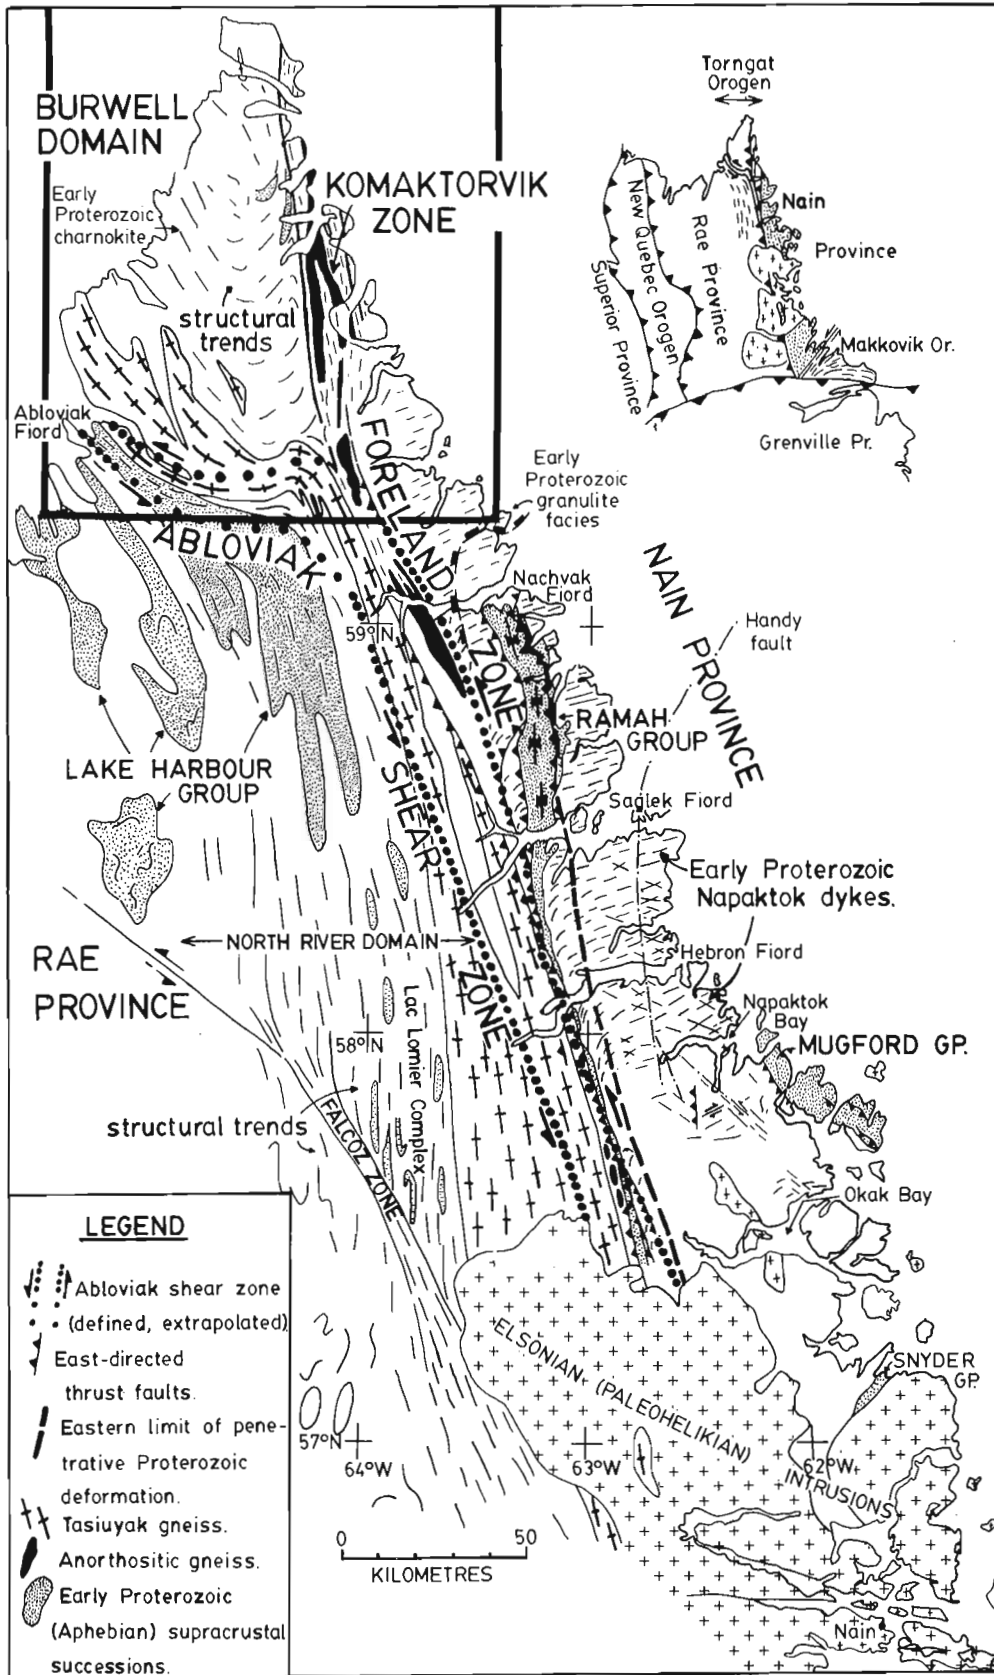 BURWELL
DOMAIN
Early
Proterozoic
charnokite
KOMAKTORVIK
ZONE
structural
trends
Abloviak
Fiord
Torngat
Orogen
Nain
Province
New Quebec Orogen
Rae Province
Superior Province
Makkovik Or.
Grenville Pr.
Early
Proterozoic
granulite
facies
FORELAND
ZONE
ABLOVIAK
SHEAR
ZONE
NAIN PROVINCE
Nachvak
Fiord
59°N
Handy
fault
RAMAH
GROUP
LAKE HARBOUR
GROUP
Saglek Fiord
Early Proterozoic
Napaktok dykes.
NORTH RIVER DOMAIN
Hebron Fiord
RAE
PROVINCE
Napaktok
Bay
MUGFORD GP.
58°N
Lac Lomier Complex
structural trends
FALCOZ ZONE
Okak Bay
ELSONIAN (PALEOHELIKIAN)
INTRUSIONS
SNYDER
GP.
57°N
64°W
63°W
62°W
0 50
KILOMETRES
Nain
LEGEND
Abloviak shear zone
(defined, extrapolated)
East-directed
thrust faults.
Eastern limit of pene-
trative Proterozoic
deformation.
Tasiuyak gneiss.
Anorthositic gneiss.
Early Proterozoic
(Aphebian) supracrustal
successions.